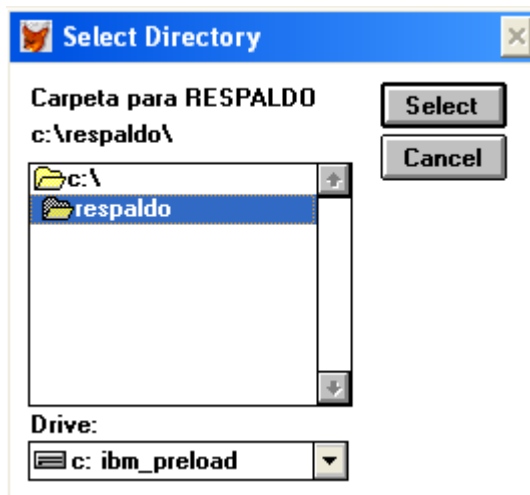 Select Directory
Carpeta para RESPALDO
c:\respaldo\
Select
Cancel
c:\
respaldo
Drive:
c: ibm_preload